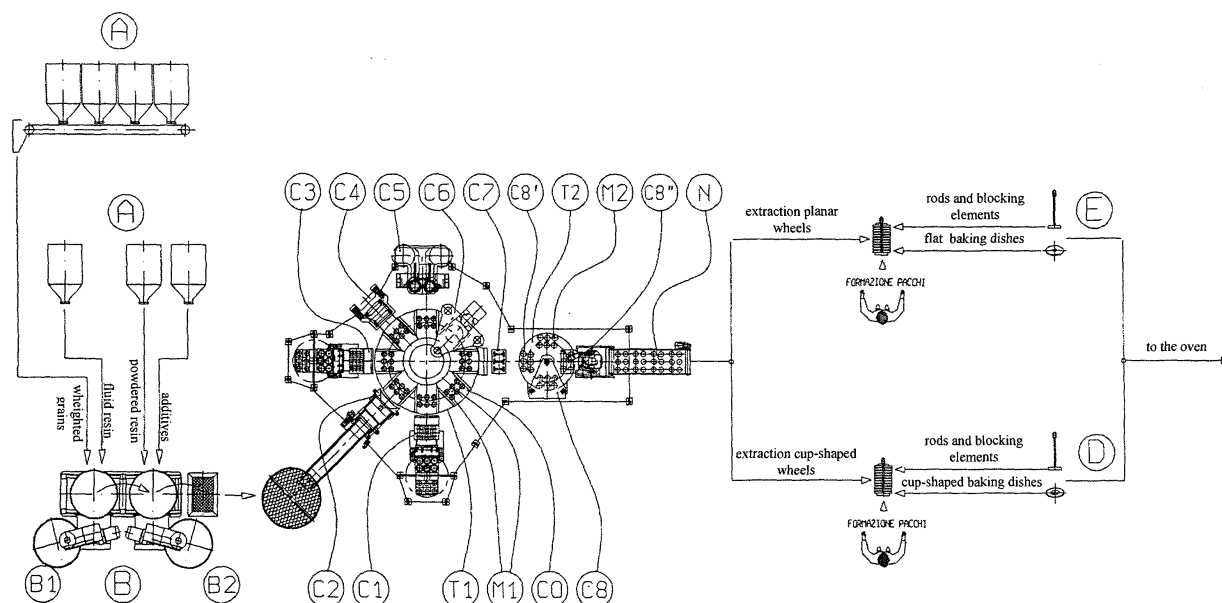 A
A
wheighted
grains
fluid resin
powdered resin
additives
B1
B
B2
C3
C4
C5
C6
C7
C8'
T2
M2
C8"
N
C2
C1
T1
M1
C0
C8
extraction planar
wheels
rods and blocking
elements
flat baking dishes
E
FORMAZIONE PACCHI
to the oven
extraction cup-shaped
wheels
rods and blocking
elements
cup-shaped baking dishes
D
FORMAZIONE PACCHI